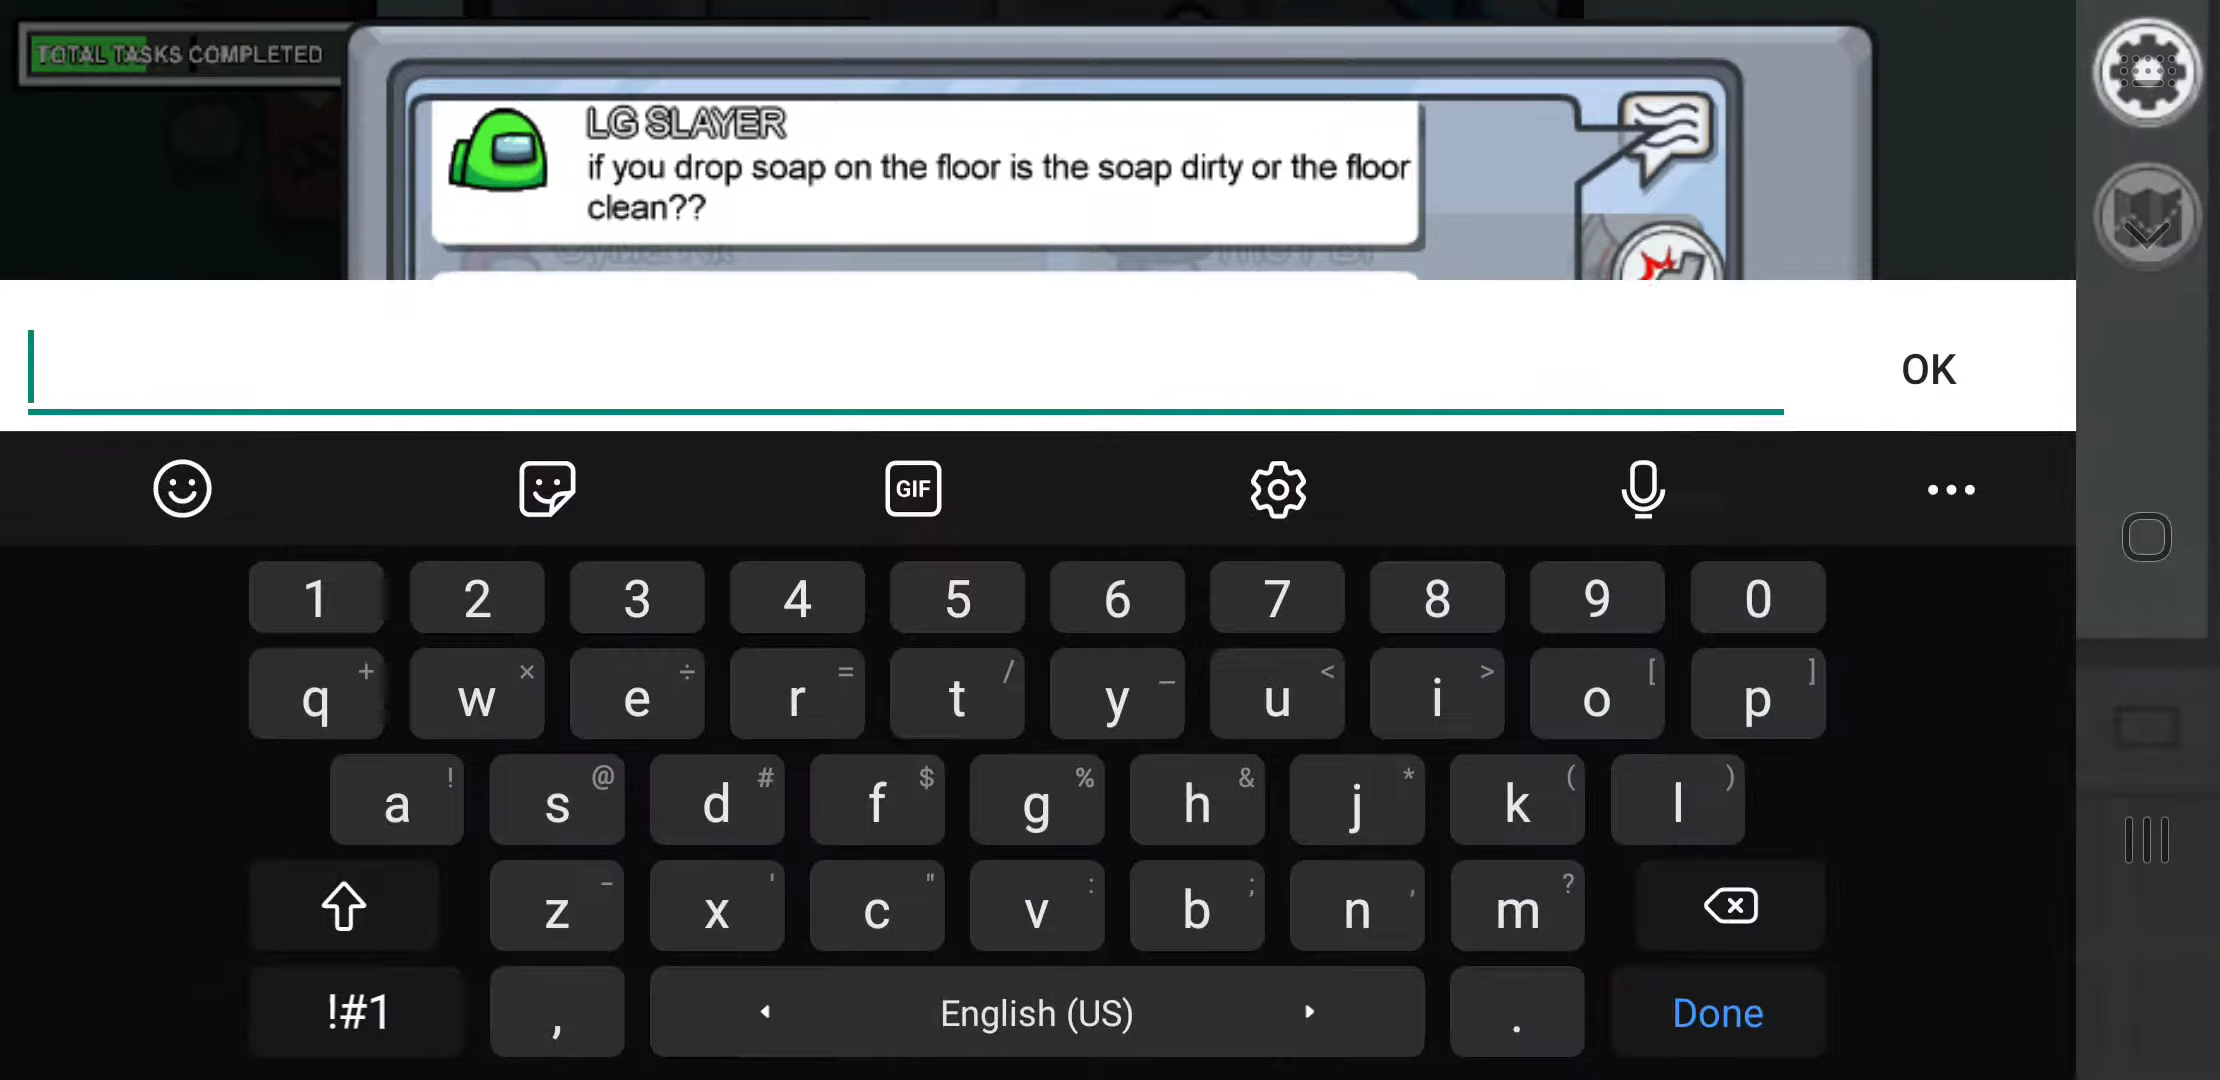 TOTAL TASKS COMPLETED
LG SLAYER
if you drop soap on the floor is the soap dirty or the floor
clean??
OK
GIF
1 2 3 4 5 6 7 8 9 0
q + w × e ÷ r = t / y _ u < i > o [ p ]
a ! s @ d # f $ g % h & j * k ( l )
z - x ' c " v : b ; n , m ?
!#1 , English (US) . Done